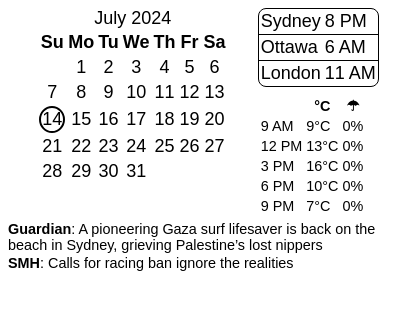 July 2024
Su Mo Tu We Th Fr Sa
1 2 3 4 5 6
7 8 9 10 11 12 13
14 15 16 17 18 19 20
21 22 23 24 25 26 27
28 29 30 31
Sydney 8 PM
Ottawa 6 AM
London 11 AM
°C ☂
9 AM 9°C 0%
12 PM 13°C 0%
3 PM 16°C 0%
6 PM 10°C 0%
9 PM 7°C 0%
Guardian: A pioneering Gaza surf lifesaver is back on the
beach in Sydney, grieving Palestine’s lost nippers
SMH: Calls for racing ban ignore the realities